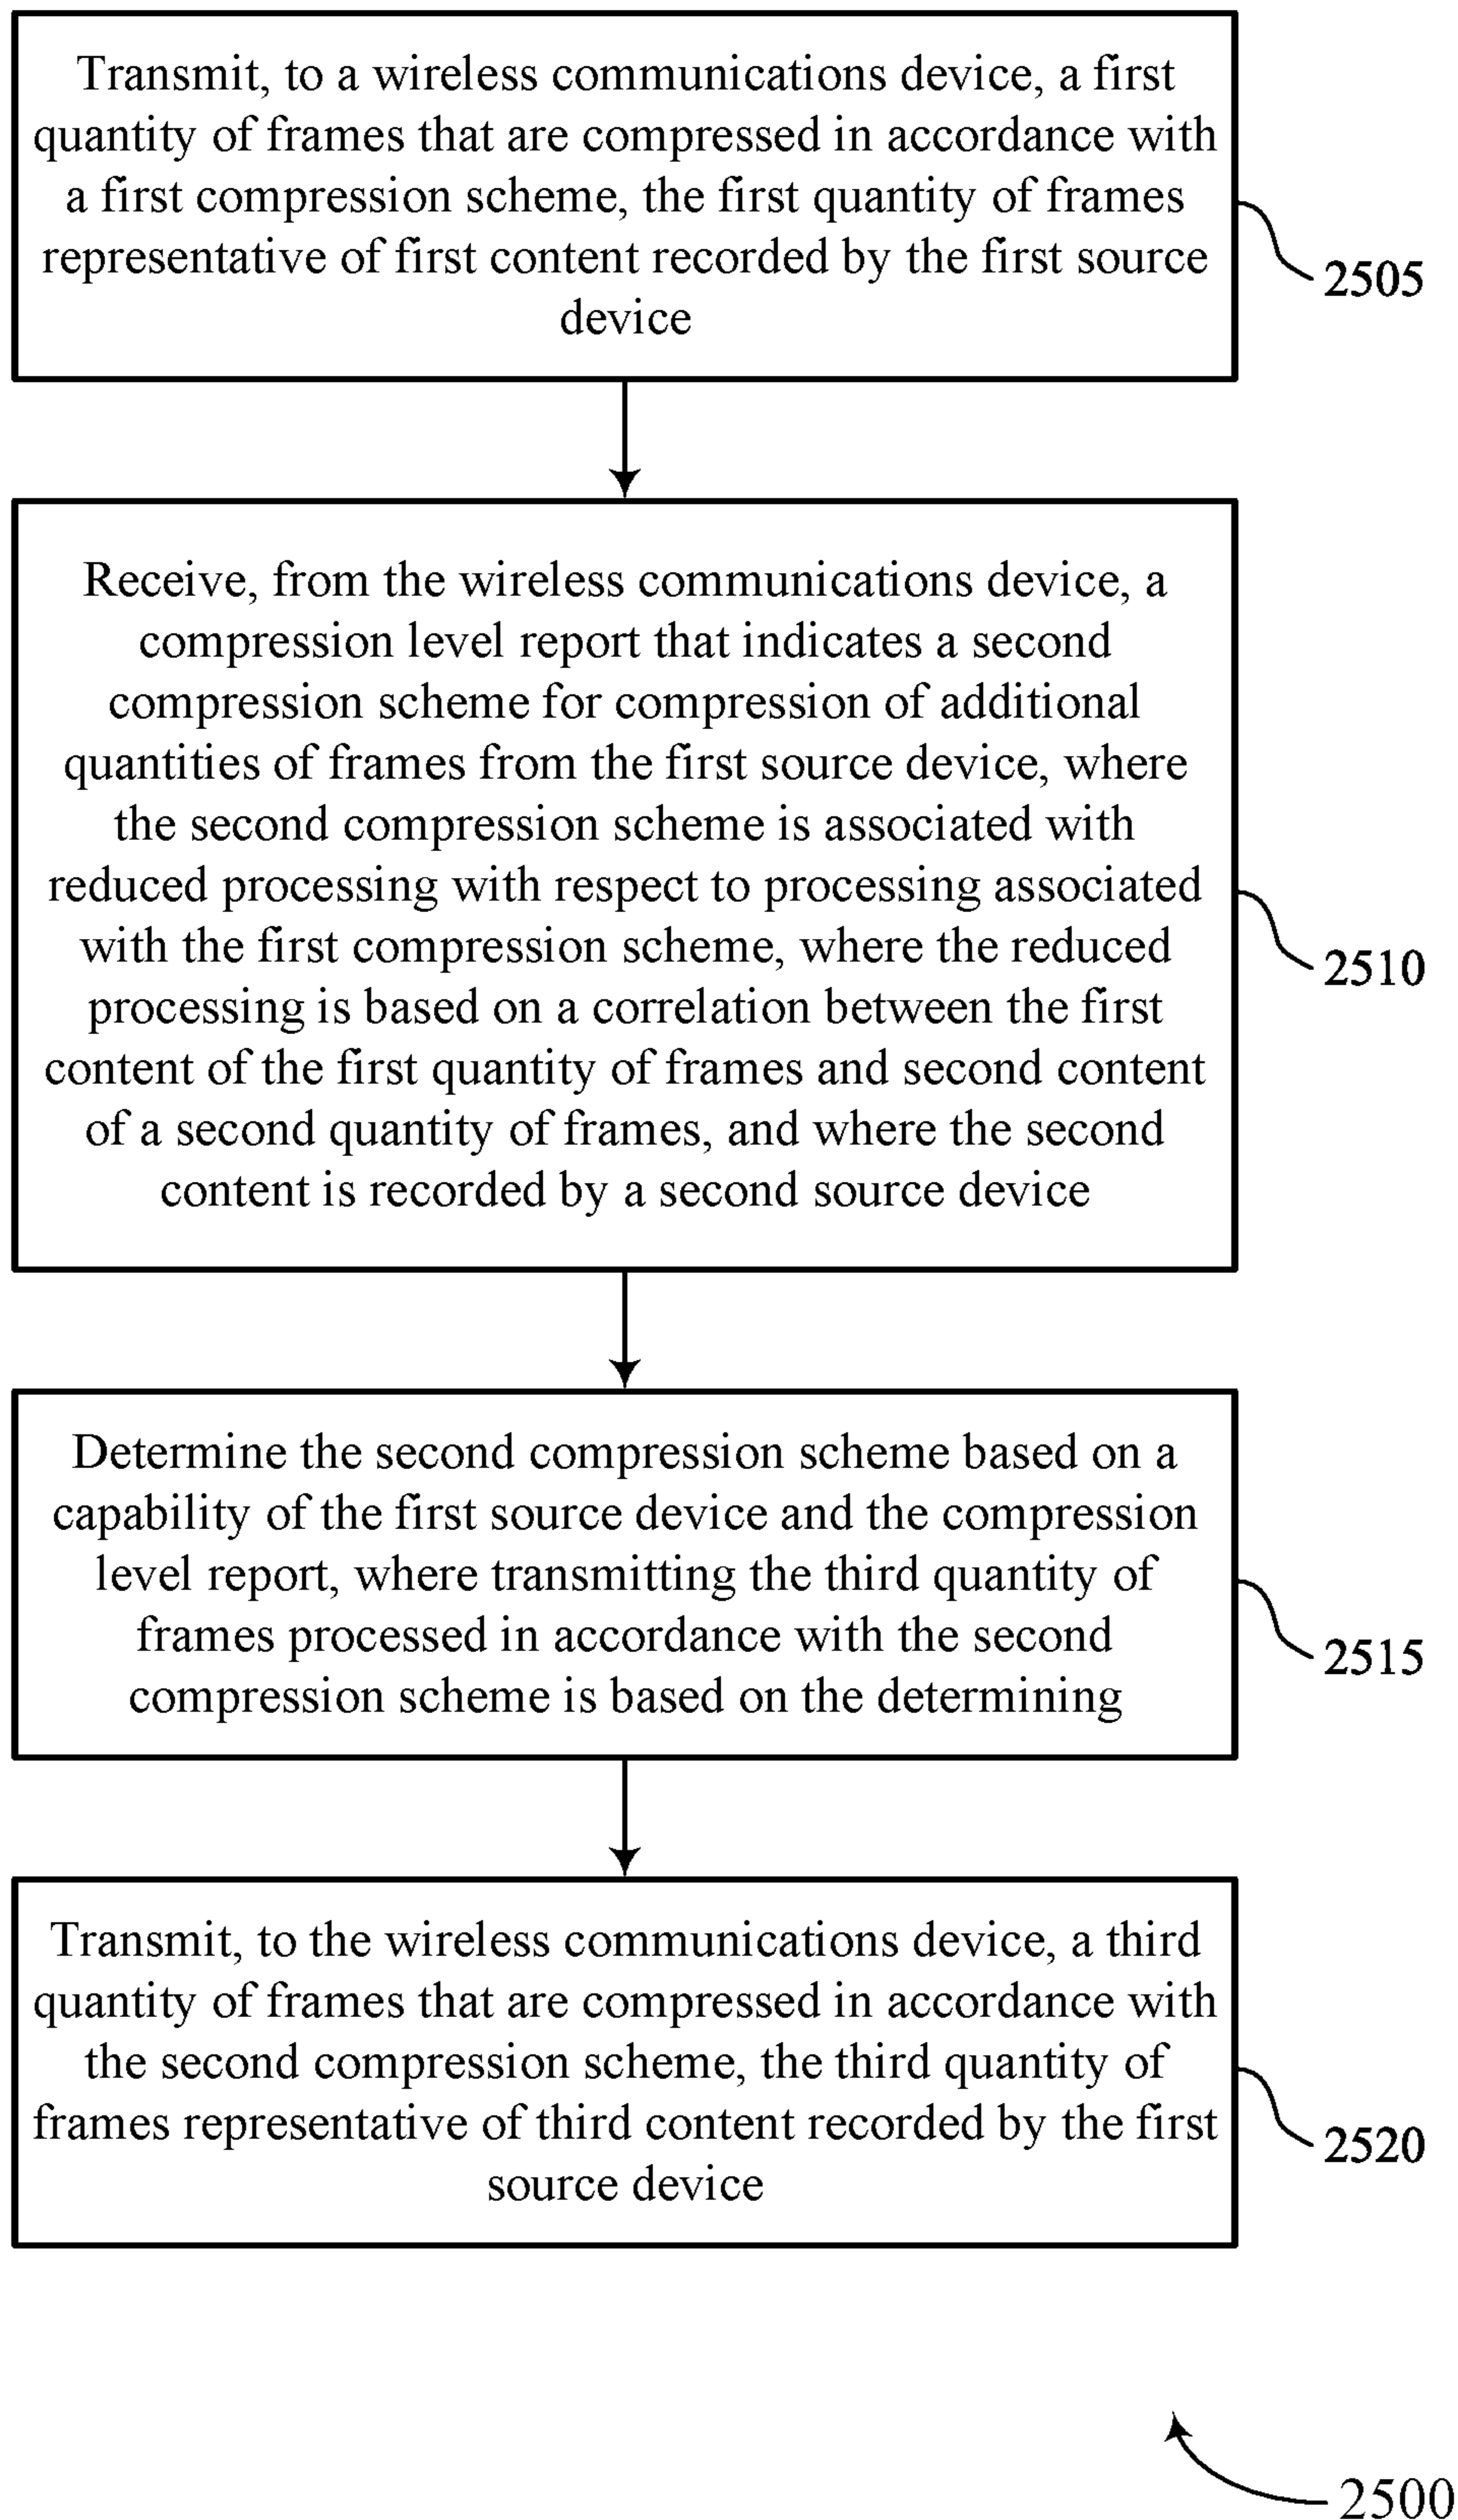 Transmit, to a wireless communications device, a first
quantity of frames that are compressed in accordance with
a first compression scheme, the first quantity of frames
representative of first content recorded by the first source
device
2505
Receive, from the wireless communications device, a
compression level report that indicates a second
compression scheme for compression of additional
quantities of frames from the first source device, where
the second compression scheme is associated with
reduced processing with respect to processing associated
with the first compression scheme, where the reduced
processing is based on a correlation between the first
content of the first quantity of frames and second content
of a second quantity of frames, and where the second
content is recorded by a second source device
2510
Determine the second compression scheme based on a
capability of the first source device and the compression
level report, where transmitting the third quantity of
frames processed in accordance with the second
compression scheme is based on the determining
2515
Transmit, to the wireless communications device, a third
quantity of frames that are compressed in accordance with
the second compression scheme, the third quantity of
frames representative of third content recorded by the first
source device
2520
2500